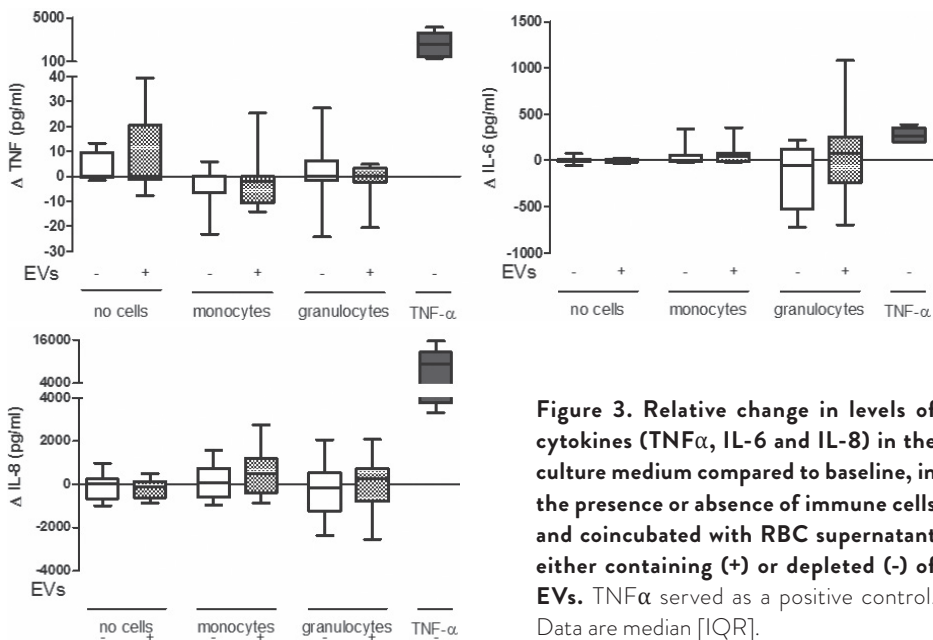 5000
100
40
30
20
10
0
-10
-20
-30
Δ TNF (pg/ml)
EVs - + - + - + -
no cells monocytes granulocytes TNF-α
1500
1000
500
0
-500
-1000
Δ IL-6 (pg/ml)
EVs - + - + - + -
no cells monocytes granulocytes TNF-α
16000
4000
4000
2000
0
-2000
-4000
Δ IL-8 (pg/ml)
EVs
no cells monocytes granulocytes TNF-α
- + - + - + -
Figure 3. Relative change in levels of
cytokines (TNFα, IL-6 and IL-8) in the
culture medium compared to baseline, in
the presence or absence of immune cells
and coincubated with RBC supernatant
either containing (+) or depleted (-) of
EVs. TNFα served as a positive control.
Data are median [IQR].